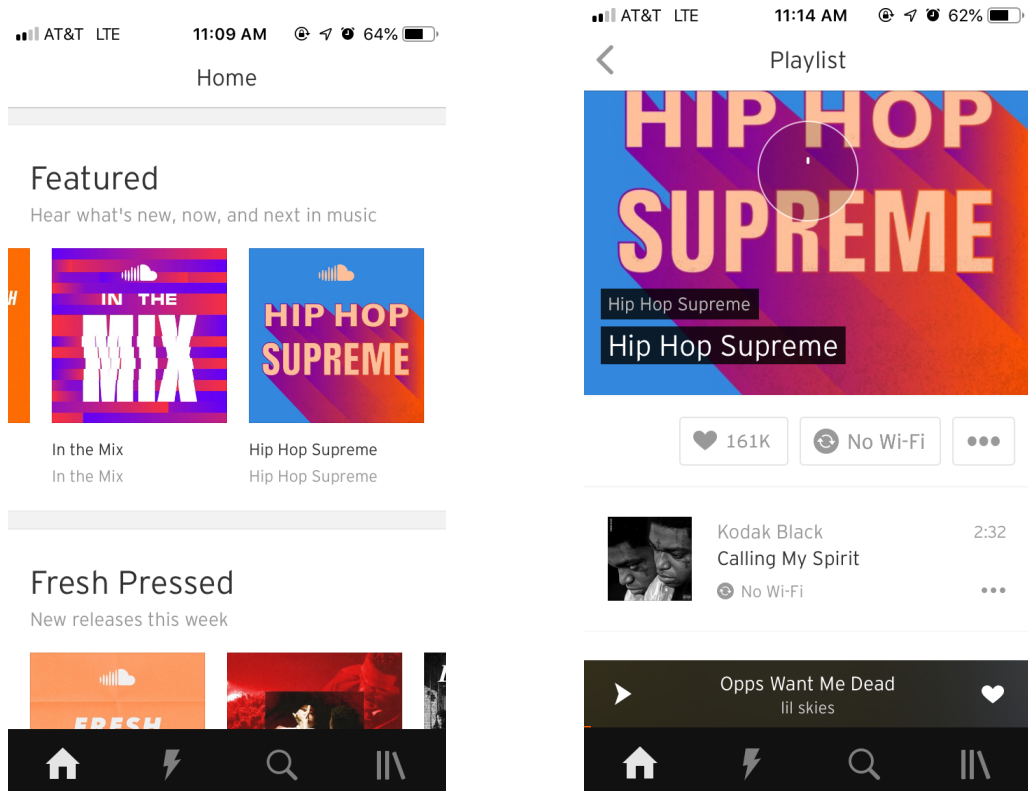 AT&T LTE 11:09 AM 64%
Home
Featured
Hear what's new, now, and next in music
H
IN THE
MIX
HIP HOP
SUPREME
In the Mix
In the Mix
Hip Hop Supreme
Hip Hop Supreme
Fresh Pressed
New releases this week
FRESH
AT&T LTE 11:14 AM 62%
Playlist
HIP HOP
SUPREME
Hip Hop Supreme
Hip Hop Supreme
161K
No Wi-Fi
Kodak Black
2:32
Calling My Spirit
No Wi-Fi
Opps Want Me Dead
lil skies